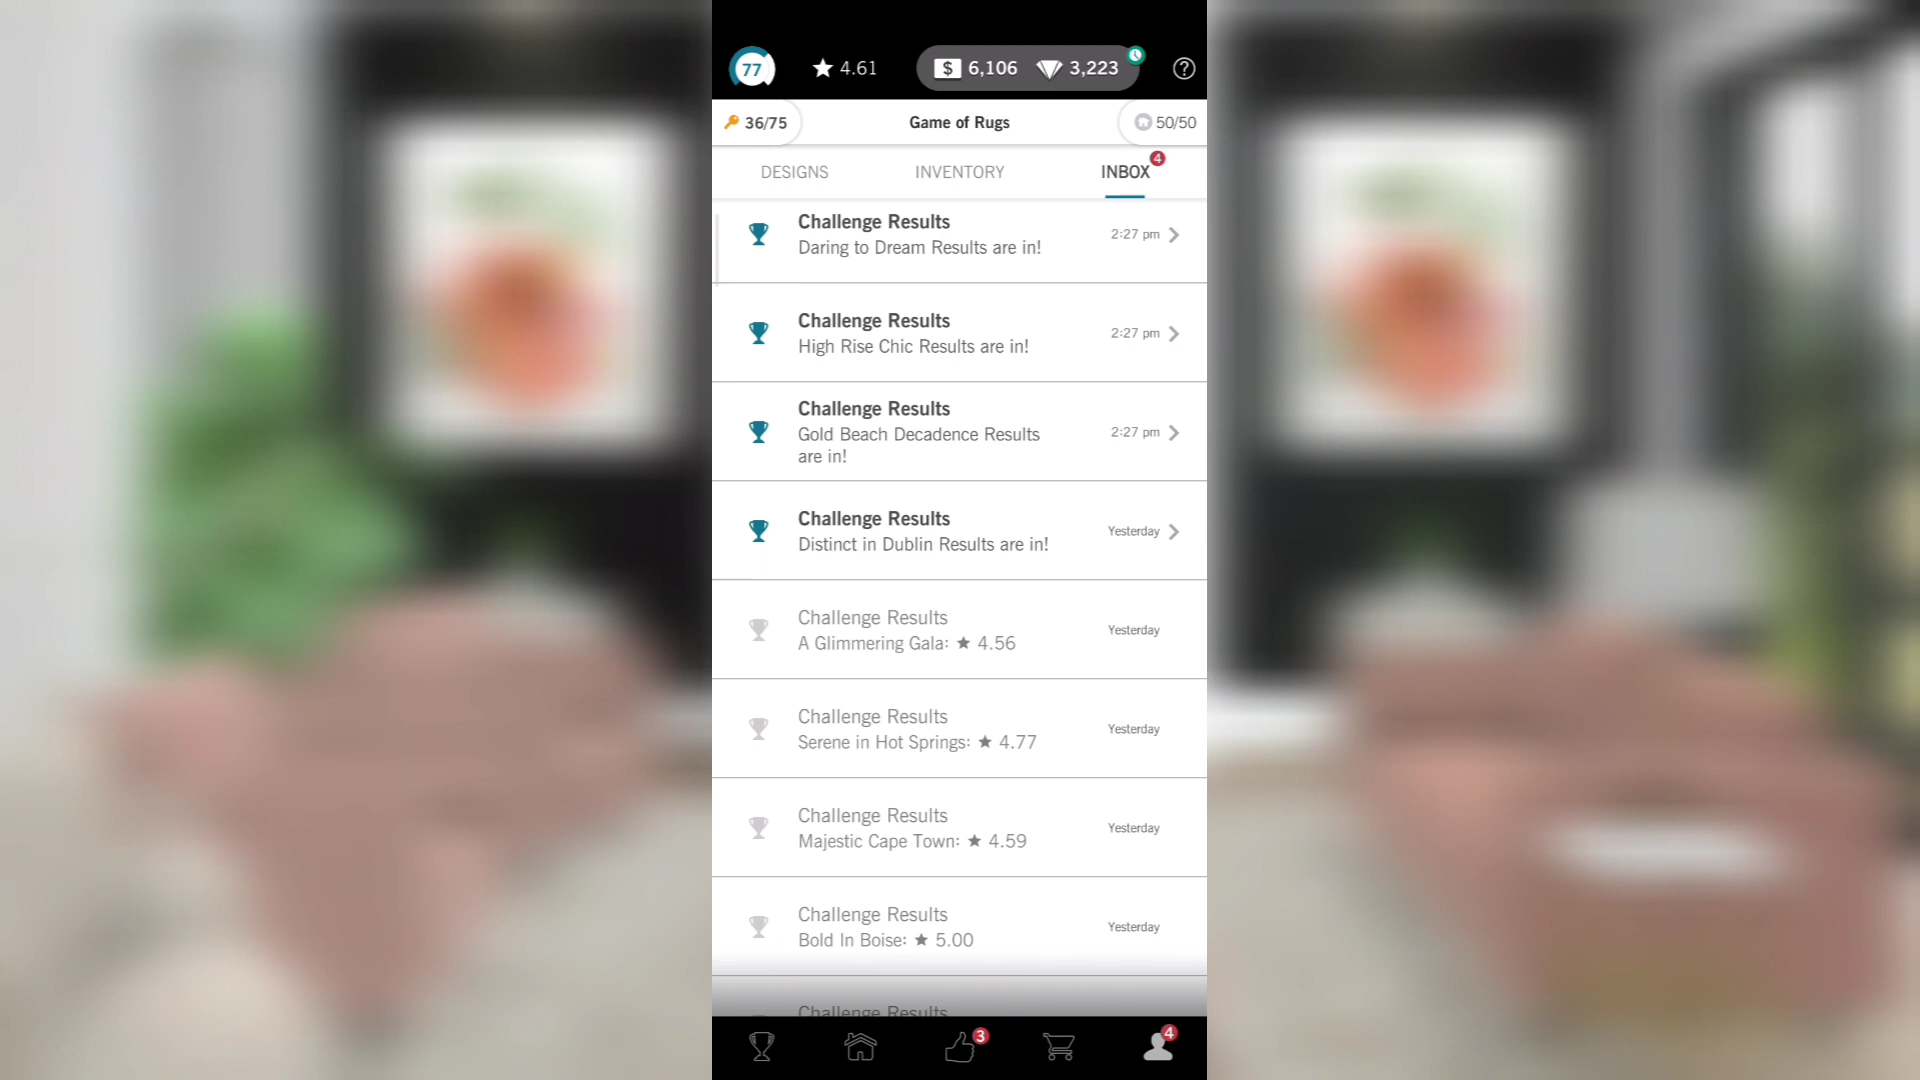 77
4.61
$ 6,106
3,223
36/75
Game of Rugs
50/50
DESIGNS
INVENTORY
INBOX
4
Challenge Results
Daring to Dream Results are in!
2:27 pm
Challenge Results
High Rise Chic Results are in!
2:27 pm
Challenge Results
Gold Beach Decadence Results
are in!
2:27 pm
Challenge Results
Distinct in Dublin Results are in!
Yesterday
Challenge Results
A Glimmering Gala: ★ 4.56
Yesterday
Challenge Results
Serene in Hot Springs: ★ 4.77
Yesterday
Challenge Results
Majestic Cape Town: ★ 4.59
Yesterday
Challenge Results
Bold In Boise: ★ 5.00
Yesterday
Challenge Results
3
4